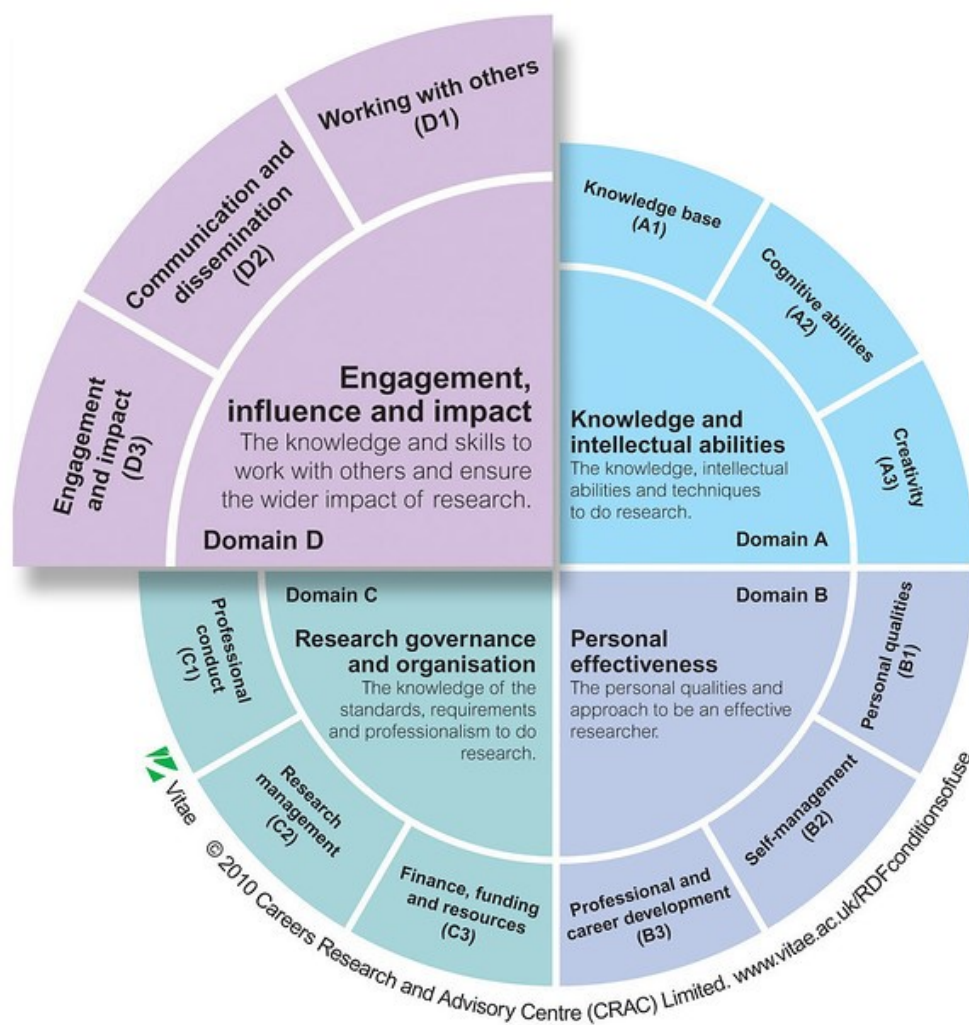 Working with others
(D1)
Communication and
dissemination
(D2)
Engagement
and impact
(D3)
Engagement,
influence and impact
The knowledge and skills to
work with others and ensure
the wider impact of research.
Domain D
Knowledge base
(A1)
Cognitive abilities
(A2)
Creativity
(A3)
Knowledge and
intellectual abilities
The knowledge, intellectual
abilities and techniques
to do research.
Domain A
Domain B
Personal
effectiveness
The personal qualities and
approach to be an effective
researcher.
Personal qualities
(B1)
Self-management
(B2)
Professional and
career development
(B3)
Domain C
Research governance
and organisation
The knowledge of the
standards, requirements
and professionalism to do
research.
Professional
conduct
(C1)
Research
management
(C2)
Finance, funding
and resources
(C3)
Vitae
© 2010 Careers Research and Advisory Centre (CRAC) Limited. www.vitae.ac.uk/RDFconditionsofuse